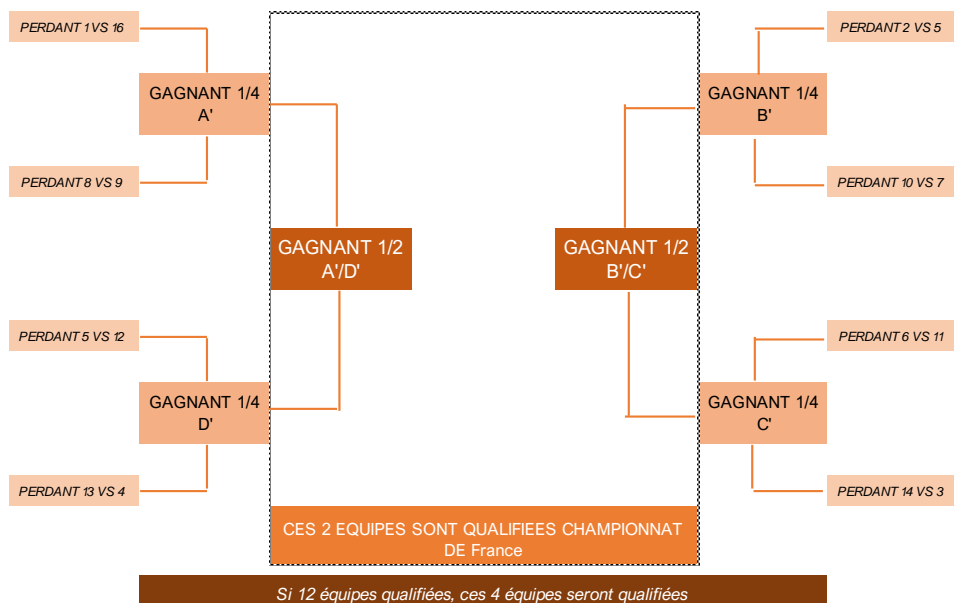 PERDANT 1 VS 16
PERDANT 2 VS 5
GAGNANT 1/4
A'
GAGNANT 1/4
B'
PERDANT 8 VS 9
PERDANT 10 VS 7
GAGNANT 1/2
A'/D'
GAGNANT 1/2
B'/C'
PERDANT 5 VS 12
PERDANT 6 VS 11
GAGNANT 1/4
D'
GAGNANT 1/4
C'
PERDANT 13 VS 4
PERDANT 14 VS 3
CES 2 EQUIPES SONT QUALIFIEES CHAMPIONNAT
DE France
Si 12 équipes qualifiées, ces 4 équipes seront qualifiées